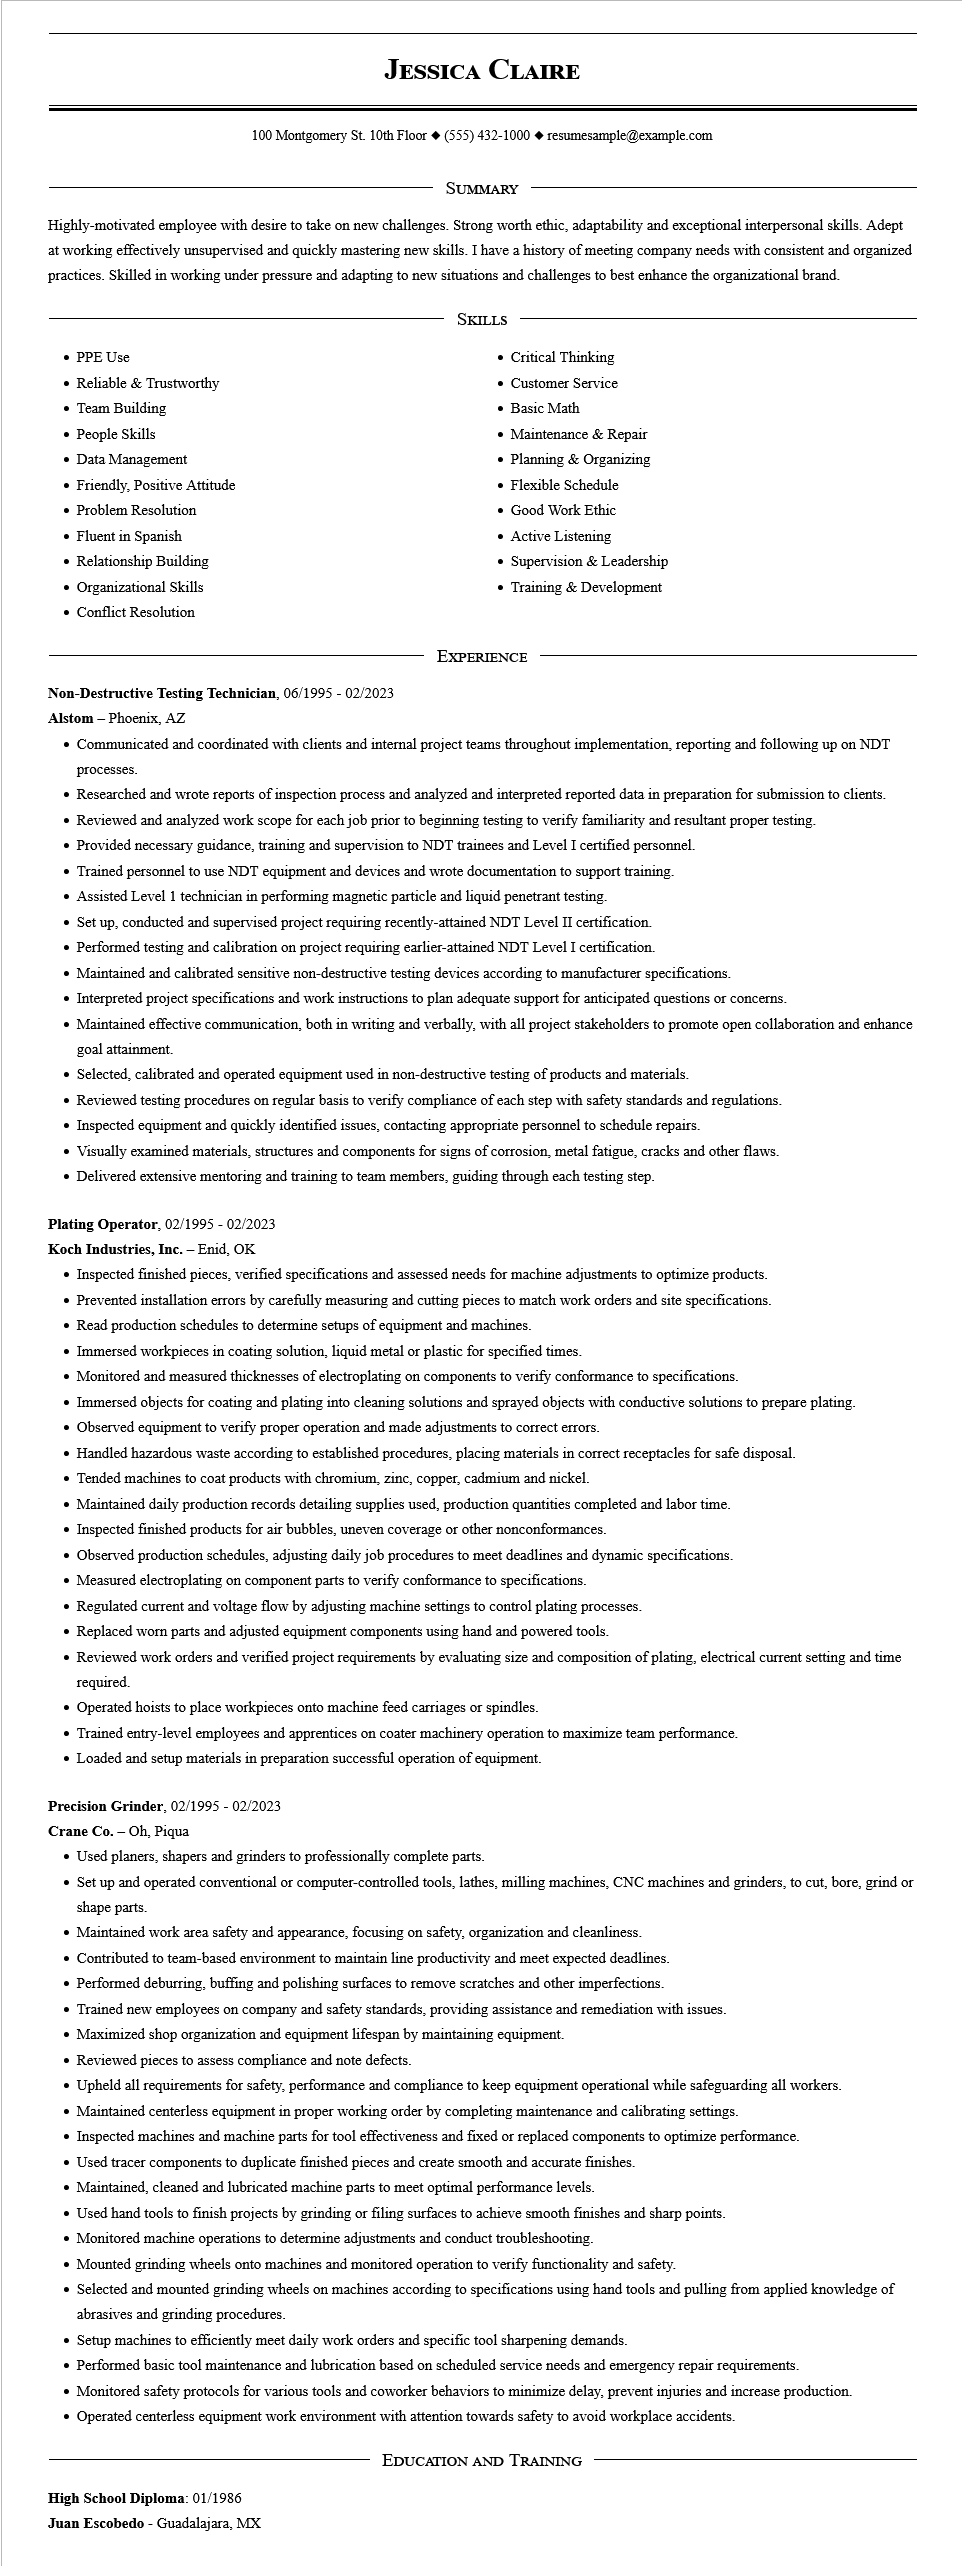 Jessica Claire
100 Montgomery St. 10th Floor ◆ (555) 432-1000 ◆ resumesample@example.com
Summary
Highly-motivated employee with desire to take on new challenges. Strong worth ethic, adaptability and exceptional interpersonal skills. Adept
at working effectively unsupervised and quickly mastering new skills. I have a history of meeting company needs with consistent and organized
practices. Skilled in working under pressure and adapting to new situations and challenges to best enhance the organizational brand.
Skills
• PPE Use
• Reliable & Trustworthy
• Team Building
• People Skills
• Data Management
• Friendly, Positive Attitude
• Problem Resolution
• Fluent in Spanish
• Relationship Building
• Organizational Skills
• Conflict Resolution
• Critical Thinking
• Customer Service
• Basic Math
• Maintenance & Repair
• Planning & Organizing
• Flexible Schedule
• Good Work Ethic
• Active Listening
• Supervision & Leadership
• Training & Development
Experience
Non-Destructive Testing Technician, 06/1995 - 02/2023
Alstom – Phoenix, AZ
• Communicated and coordinated with clients and internal project teams throughout implementation, reporting and following up on NDT
processes.
• Researched and wrote reports of inspection process and analyzed and interpreted reported data in preparation for submission to clients.
• Reviewed and analyzed work scope for each job prior to beginning testing to verify familiarity and resultant proper testing.
• Provided necessary guidance, training and supervision to NDT trainees and Level I certified personnel.
• Trained personnel to use NDT equipment and devices and wrote documentation to support training.
• Assisted Level 1 technician in performing magnetic particle and liquid penetrant testing.
• Set up, conducted and supervised project requiring recently-attained NDT Level II certification.
• Performed testing and calibration on project requiring earlier-attained NDT Level I certification.
• Maintained and calibrated sensitive non-destructive testing devices according to manufacturer specifications.
• Interpreted project specifications and work instructions to plan adequate support for anticipated questions or concerns.
• Maintained effective communication, both in writing and verbally, with all project stakeholders to promote open collaboration and enhance
goal attainment.
• Selected, calibrated and operated equipment used in non-destructive testing of products and materials.
• Reviewed testing procedures on regular basis to verify compliance of each step with safety standards and regulations.
• Inspected equipment and quickly identified issues, contacting appropriate personnel to schedule repairs.
• Visually examined materials, structures and components for signs of corrosion, metal fatigue, cracks and other flaws.
• Delivered extensive mentoring and training to team members, guiding through each testing step.
Plating Operator, 02/1995 - 02/2023
Koch Industries, Inc. – Enid, OK
• Inspected finished pieces, verified specifications and assessed needs for machine adjustments to optimize products.
• Prevented installation errors by carefully measuring and cutting pieces to match work orders and site specifications.
• Read production schedules to determine setups of equipment and machines.
• Immersed workpieces in coating solution, liquid metal or plastic for specified times.
• Monitored and measured thicknesses of electroplating on components to verify conformance to specifications.
• Immersed objects for coating and plating into cleaning solutions and sprayed objects with conductive solutions to prepare plating.
• Observed equipment to verify proper operation and made adjustments to correct errors.
• Handled hazardous waste according to established procedures, placing materials in correct receptacles for safe disposal.
• Tended machines to coat products with chromium, zinc, copper, cadmium and nickel.
• Maintained daily production records detailing supplies used, production quantities completed and labor time.
• Inspected finished products for air bubbles, uneven coverage or other nonconformances.
• Observed production schedules, adjusting daily job procedures to meet deadlines and dynamic specifications.
• Measured electroplating on component parts to verify conformance to specifications.
• Regulated current and voltage flow by adjusting machine settings to control plating processes.
• Replaced worn parts and adjusted equipment components using hand and powered tools.
• Reviewed work orders and verified project requirements by evaluating size and composition of plating, electrical current setting and time
required.
• Operated hoists to place workpieces onto machine feed carriages or spindles.
• Trained entry-level employees and apprentices on coater machinery operation to maximize team performance.
• Loaded and setup materials in preparation successful operation of equipment.
Precision Grinder, 02/1995 - 02/2023
Crane Co. – Oh, Piqua
• Used planers, shapers and grinders to professionally complete parts.
• Set up and operated conventional or computer-controlled tools, lathes, milling machines, CNC machines and grinders, to cut, bore, grind or
shape parts.
• Maintained work area safety and appearance, focusing on safety, organization and cleanliness.
• Contributed to team-based environment to maintain line productivity and meet expected deadlines.
• Performed deburring, buffing and polishing surfaces to remove scratches and other imperfections.
• Trained new employees on company and safety standards, providing assistance and remediation with issues.
• Maximized shop organization and equipment lifespan by maintaining equipment.
• Reviewed pieces to assess compliance and note defects.
• Upheld all requirements for safety, performance and compliance to keep equipment operational while safeguarding all workers.
• Maintained centerless equipment in proper working order by completing maintenance and calibrating settings.
• Inspected machines and machine parts for tool effectiveness and fixed or replaced components to optimize performance.
• Used tracer components to duplicate finished pieces and create smooth and accurate finishes.
• Maintained, cleaned and lubricated machine parts to meet optimal performance levels.
• Used hand tools to finish projects by grinding or filing surfaces to achieve smooth finishes and sharp points.
• Monitored machine operations to determine adjustments and conduct troubleshooting.
• Mounted grinding wheels onto machines and monitored operation to verify functionality and safety.
• Selected and mounted grinding wheels on machines according to specifications using hand tools and pulling from applied knowledge of
abrasives and grinding procedures.
• Setup machines to efficiently meet daily work orders and specific tool sharpening demands.
• Performed basic tool maintenance and lubrication based on scheduled service needs and emergency repair requirements.
• Monitored safety protocols for various tools and coworker behaviors to minimize delay, prevent injuries and increase production.
• Operated centerless equipment work environment with attention towards safety to avoid workplace accidents.
Education and Training
High School Diploma: 01/1986
Juan Escobedo - Guadalajara, MX